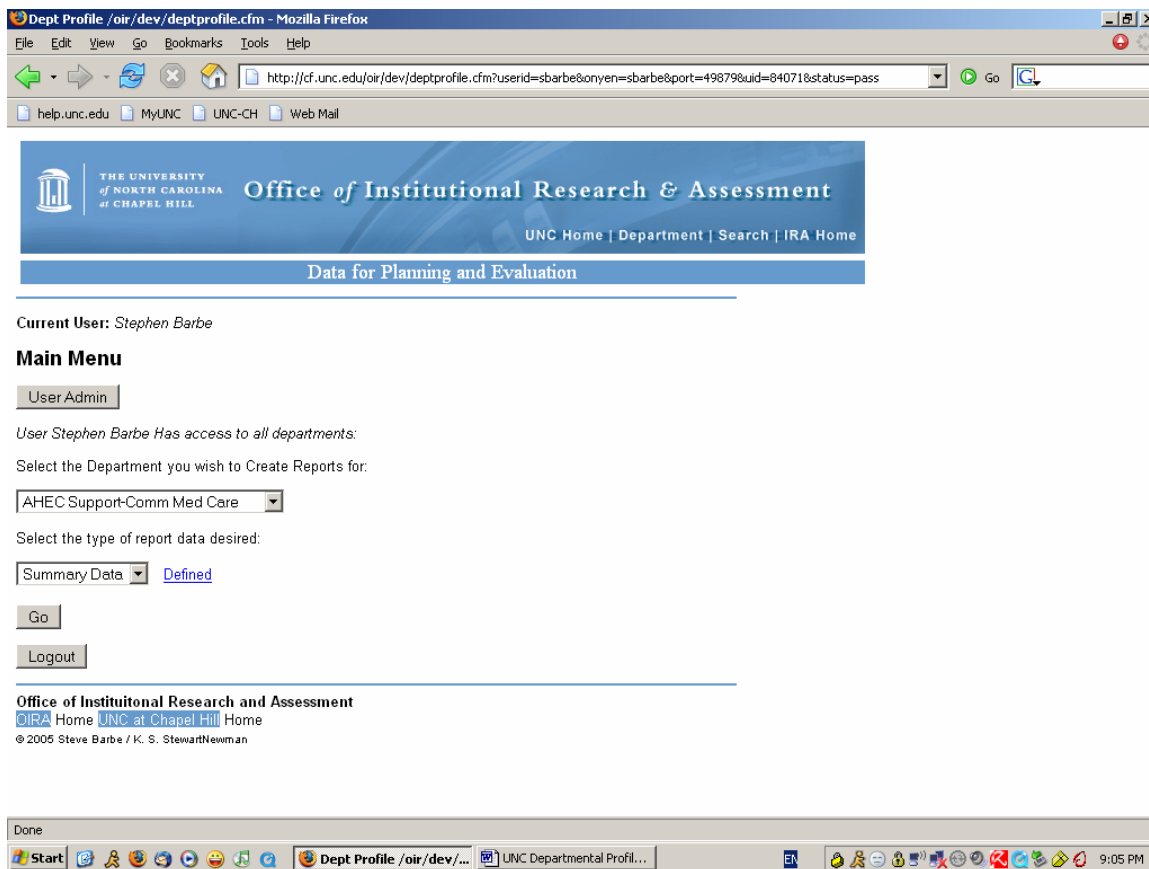 Dept Profile /oir/dev/deptprofile.cfm - Mozilla Firefox
File Edit View Go Bookmarks Tools Help
http://cf.unc.edu/oir/dev/deptprofile.cfm?userid=sbarbe&onyen=sbarbe&port=49879&uid=84071&status=pass Go G
help.unc.edu MyUNC UNC-CH Web Mail
THE UNIVERSITY
of NORTH CAROLINA
at CHAPEL HILL
Office of Institutional Research & Assessment
UNC Home | Department | Search | IRA Home
Data for Planning and Evaluation
Current User: Stephen Barbe
Main Menu
User Admin
User Stephen Barbe Has access to all departments:
Select the Department you wish to Create Reports for:
AHEC Support-Comm Med Care
Select the type of report data desired:
Summary Data Defined
Go
Logout
Office of Instituitonal Research and Assessment
OIRA Home UNC at Chapel Hill Home
© 2005 Steve Barbe / K. S. StewartNewman
Done
Start Dept Profile /oir/dev/... UNC Departmental Profil... EN 9:05 PM